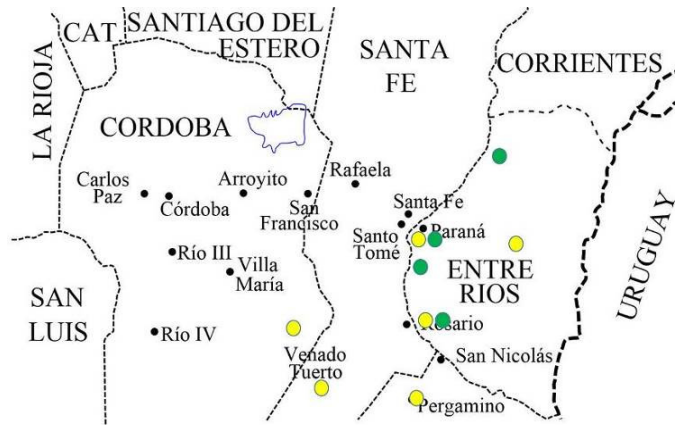 SANTIAGO DEL
ESTERO
CAT.
SANTA
FE
CORRIENTES
LA RIOJA
CORDOBA
Carlos
Paz
Córdoba
Arroyito
San
Francisco
Rafaela
Santa Fe
Santo
Tomé
Paraná
Río III
Villa
María
ENTRE
RIOS
URUGUAY
SAN
LUIS
Río IV
Venado
Tuerto
Rosario
San Nicolás
Pergamino